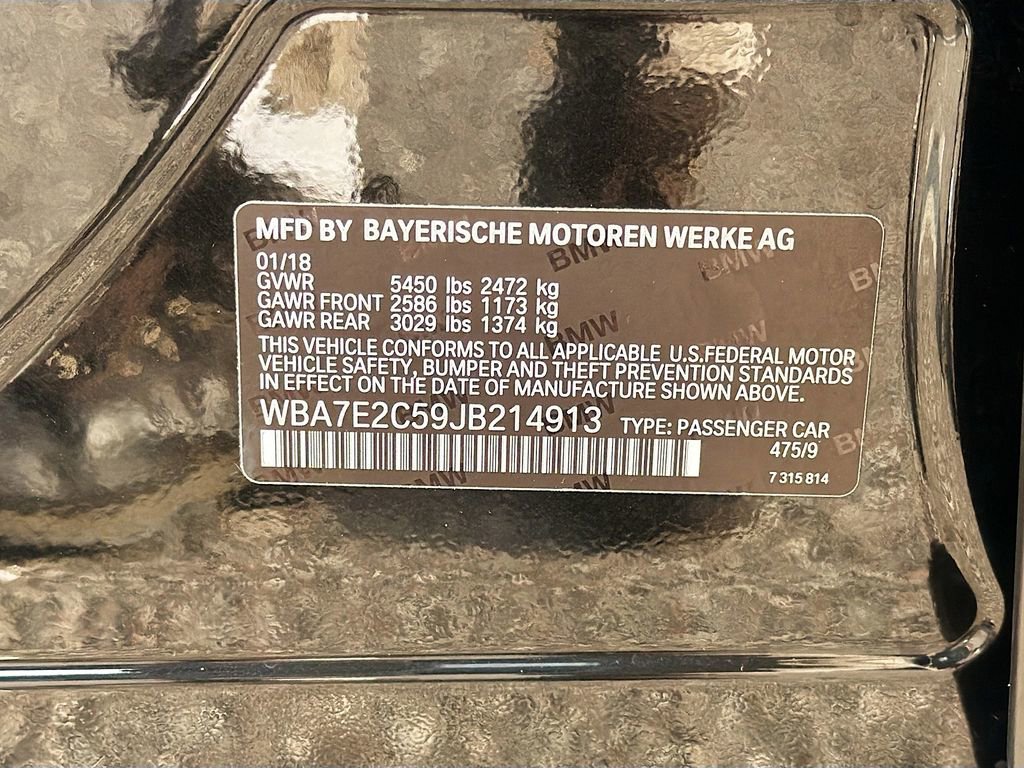 MFD BY BAYERISCHE MOTOREN WERKE AG
01/18
GVWR 5450 lbs 2472 kg
GAWR FRONT 2586 lbs 1173 kg
GAWR REAR 3029 lbs 1374 kg
THIS VEHICLE CONFORMS TO ALL APPLICABLE U.S.FEDERAL MOTOR
VEHICLE SAFETY, BUMPER AND THEFT PREVENTION STANDARDS
IN EFFECT ON THE DATE OF MANUFACTURE SHOWN ABOVE.
WBA7E2C59JB214913 TYPE: PASSENGER CAR
475/9
7 315 814